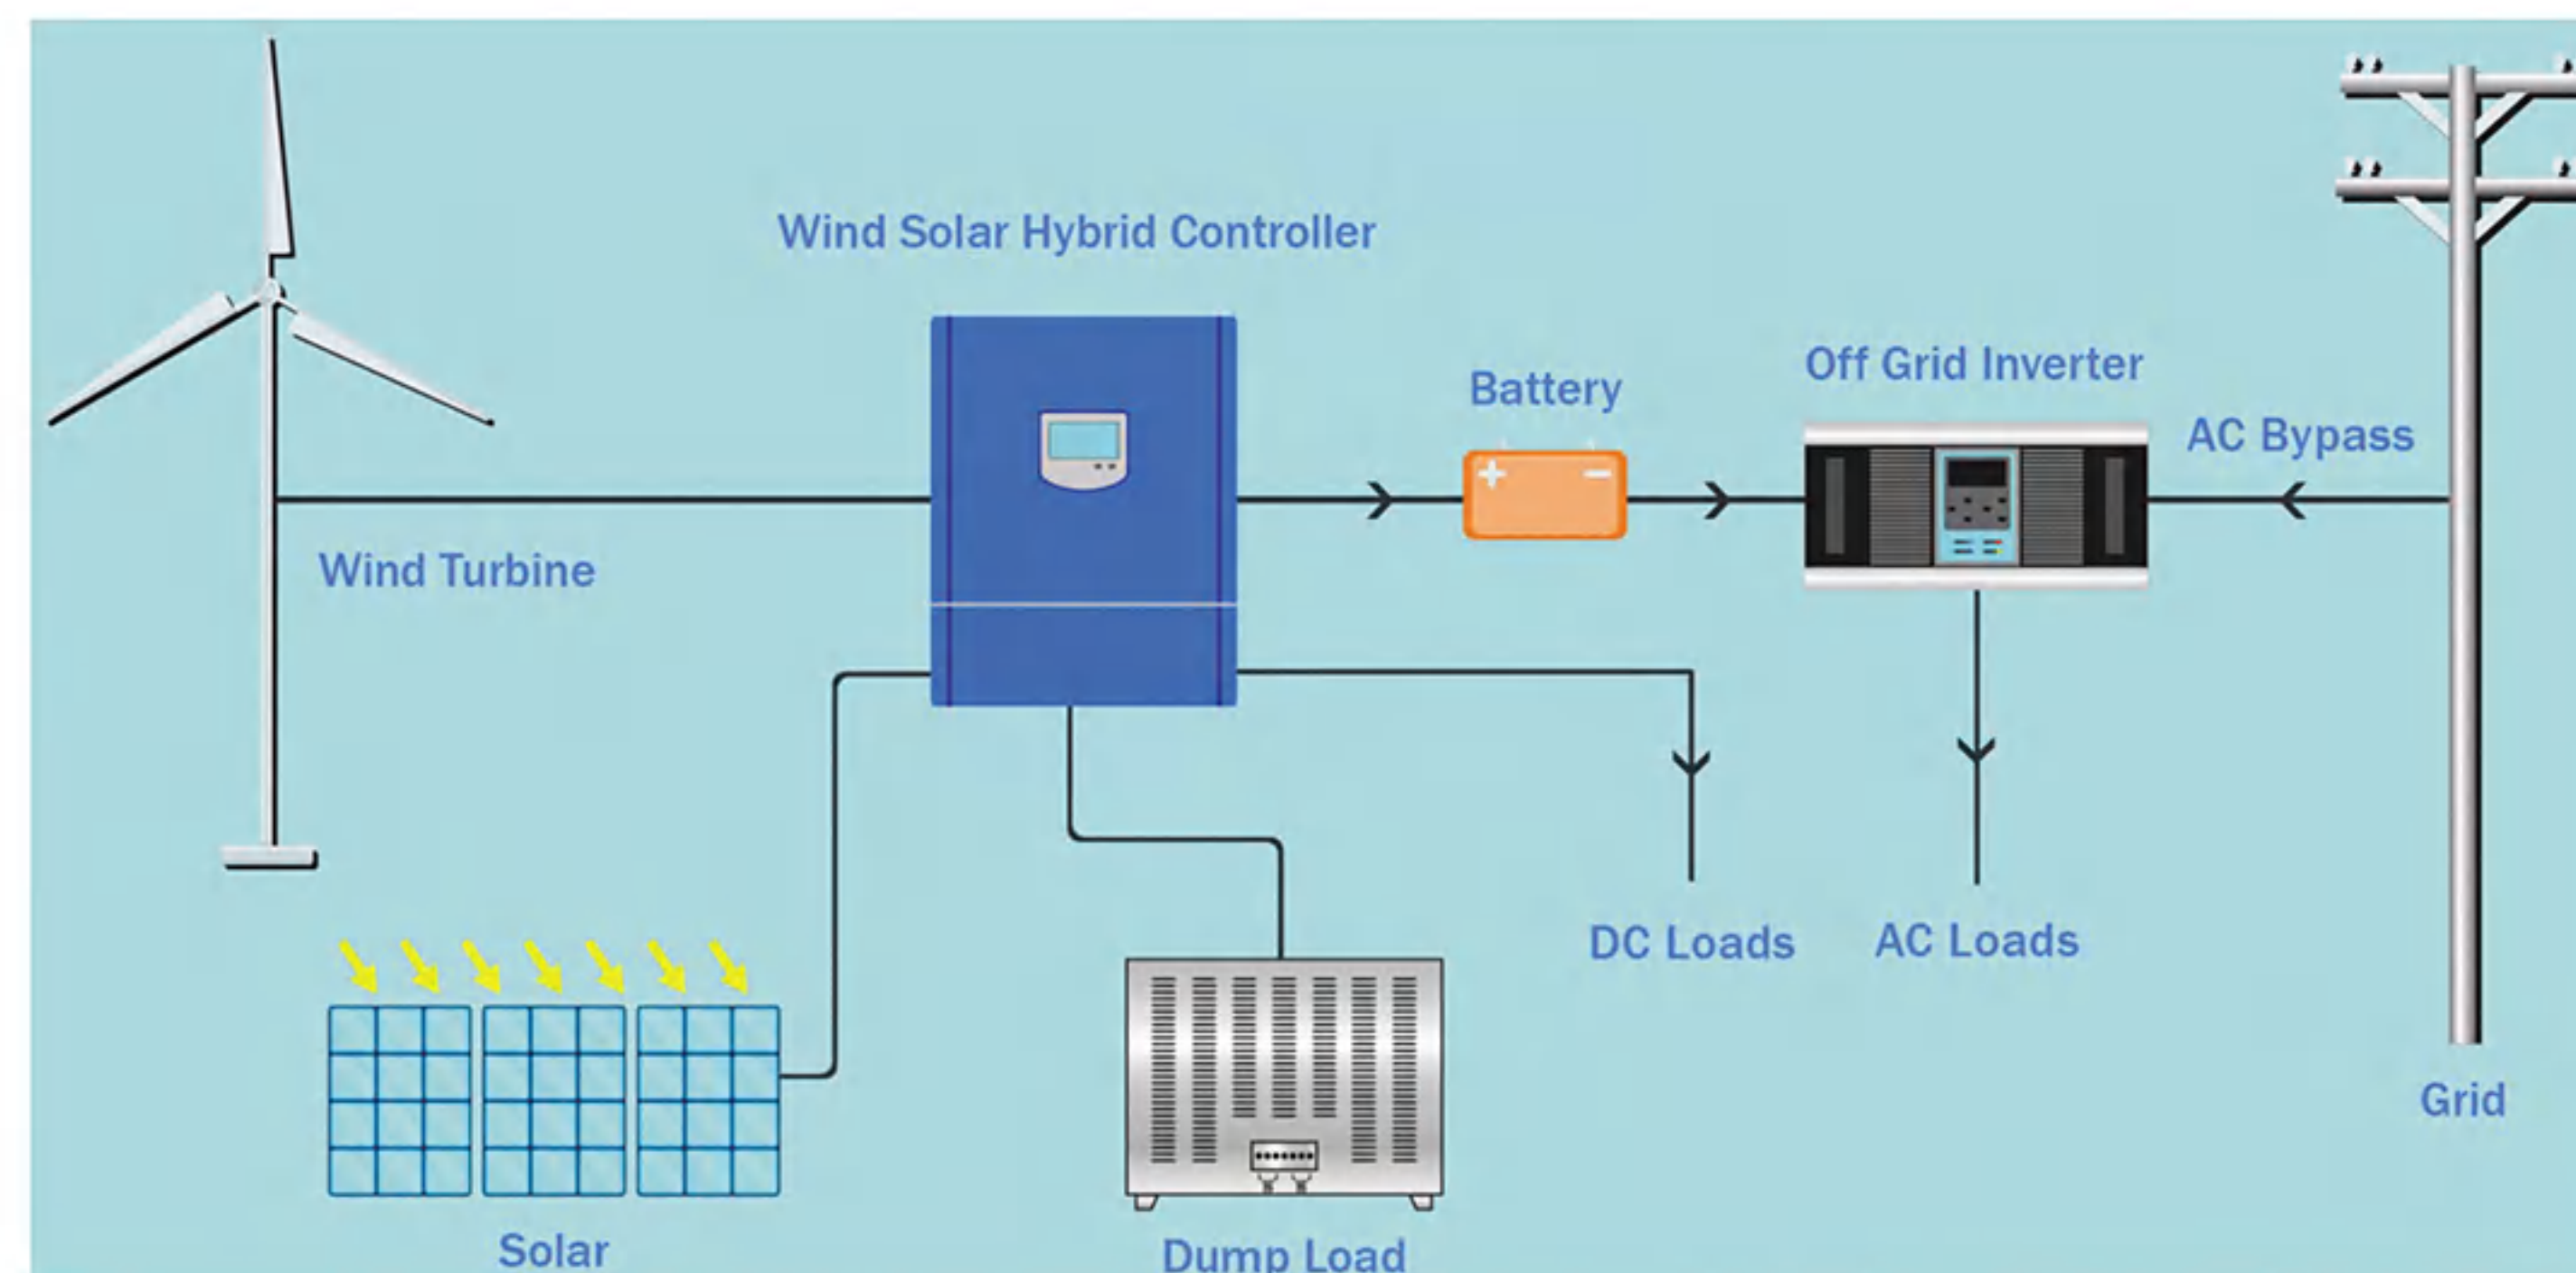 Wind Solar Hybrid Controller
Off Grid Inverter
Battery
AC Bypass
Wind Turbine
DC Loads
AC Loads
Grid
Solar
Dump Load